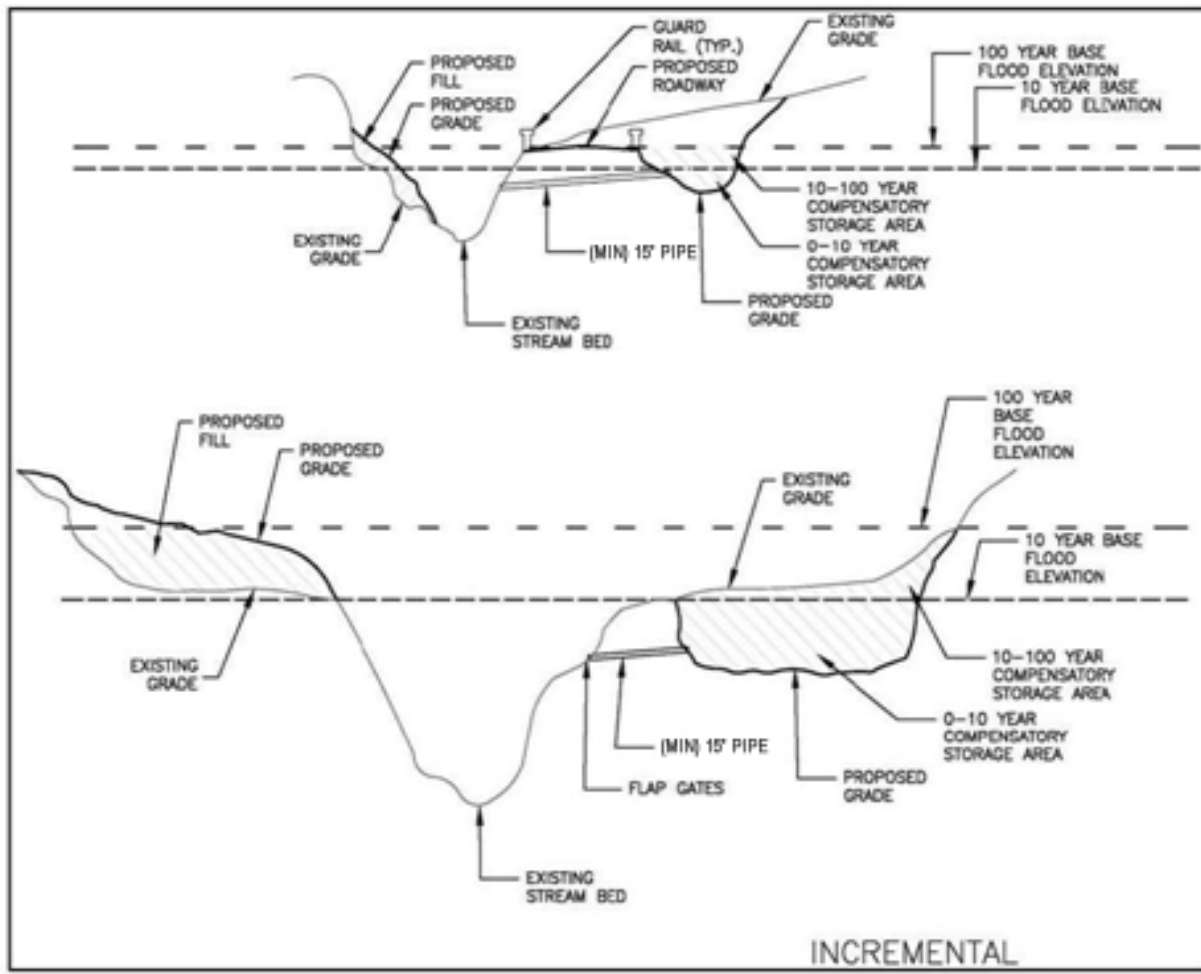 GUARD
RAIL (TYP.)
EXISTING
GRADE
PROPOSED
FILL
PROPOSED
ROADWAY
100 YEAR BASE
FLOOD ELEVATION
10 YEAR BASE
FLOOD ELEVATION
PROPOSED
GRADE
10-100 YEAR
COMPENSATORY
STORAGE AREA
EXISTING
GRADE
(MIN) 15" PIPE
0-10 YEAR
COMPENSATORY
STORAGE AREA
PROPOSED
GRADE
EXISTING
STREAM BED
PROPOSED
FILL
PROPOSED
GRADE
100 YEAR
BASE
FLOOD
ELEVATION
EXISTING
GRADE
10 YEAR BASE
FLOOD
ELEVATION
EXISTING
GRADE
10-100 YEAR
COMPENSATORY
STORAGE AREA
0-10 YEAR
COMPENSATORY
STORAGE AREA
(MIN) 15" PIPE
FLAP GATES
PROPOSED
GRADE
EXISTING
STREAM BED
INCREMENTAL